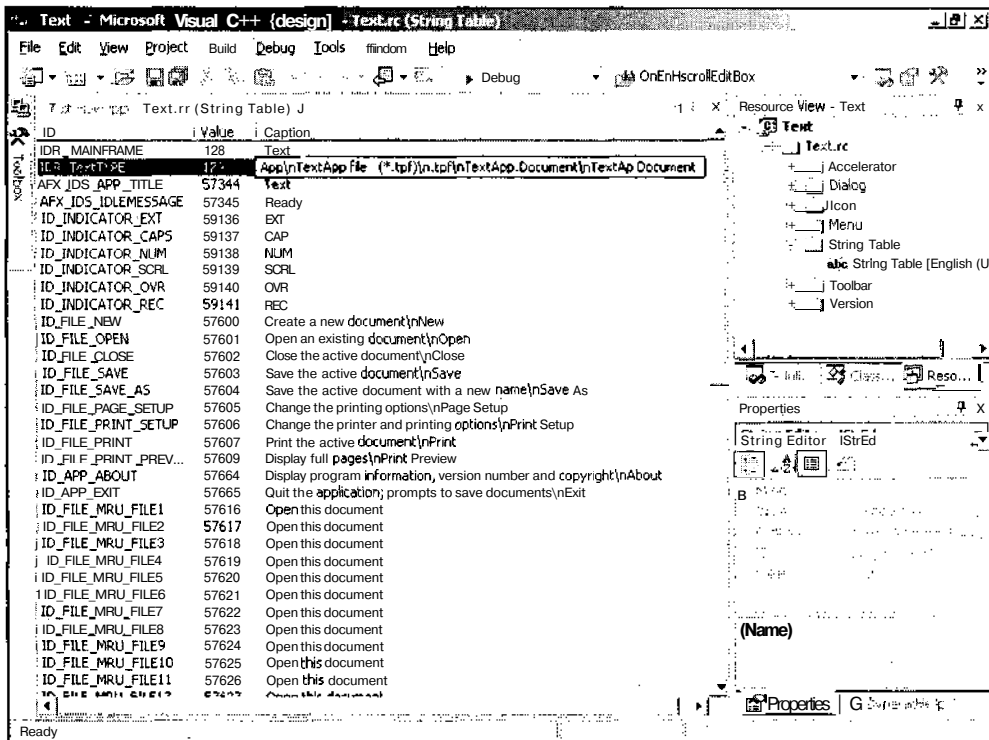 Text - Microsoft Visual C++ {design] - Text.rc (String Table)
File Edit View Project Build Debug Tools ffindom Help
Debug OnEnHscrollEditBox
Text.rr (String Table) J
Resource View - Text
ID Value Caption
IDR_MAINFRAME 128 Text
IDR_TextTYPE App\nTextApp File (*.tpf)\n.tpf\nTextApp.Document\nTextAp Document
AFX_IDS_APP_TITLE 57344 Text
AFX_IDS_IDLEMESSAGE 57345 Ready
ID_INDICATOR_EXT 59136 EXT
ID_INDICATOR_CAPS 59137 CAP
ID_INDICATOR_NUM 59138 NUM
ID_INDICATOR_SCRL 59139 SCRL
ID_INDICATOR_OVR 59140 OVR
ID_INDICATOR_REC 59141 REC
ID_FILE_NEW 57600 Create a new document\nNew
ID_FILE_OPEN 57601 Open an existing document\nOpen
ID_FILE_CLOSE 57602 Close the active document\nClose
ID_FILE_SAVE 57603 Save the active document\nSave
ID_FILE_SAVE_AS 57604 Save the active document with a new name\nSave As
ID_FILE_PAGE_SETUP 57605 Change the printing options\nPage Setup
ID_FILE_PRINT_SETUP 57606 Change the printer and printing options\nPrint Setup
ID_FILE_PRINT 57607 Print the active document\nPrint
ID_FILE_PRINT_PREV... 57609 Display full pages\nPrint Preview
ID_APP_ABOUT 57664 Display program information, version number and copyright\nAbout
ID_APP_EXIT 57665 Quit the application; prompts to save documents\nExit
ID_FILE_MRU_FILE1 57616 Open this document
ID_FILE_MRU_FILE2 57617 Open this document
ID_FILE_MRU_FILE3 57618 Open this document
ID_FILE_MRU_FILE4 57619 Open this document
ID_FILE_MRU_FILE5 57620 Open this document
ID_FILE_MRU_FILE6 57621 Open this document
ID_FILE_MRU_FILE7 57622 Open this document
ID_FILE_MRU_FILE8 57623 Open this document
ID_FILE_MRU_FILE9 57624 Open this document
ID_FILE_MRU_FILE10 57625 Open this document
ID_FILE_MRU_FILE11 57626 Open this document
Toolbox
Text
Text.rc
Accelerator
Dialog
Icon
Menu
String Table
abc String Table [English (U
Toolbar
Version
Reso...
Properties
String Editor IStrEd
(Name)
Properties
Ready